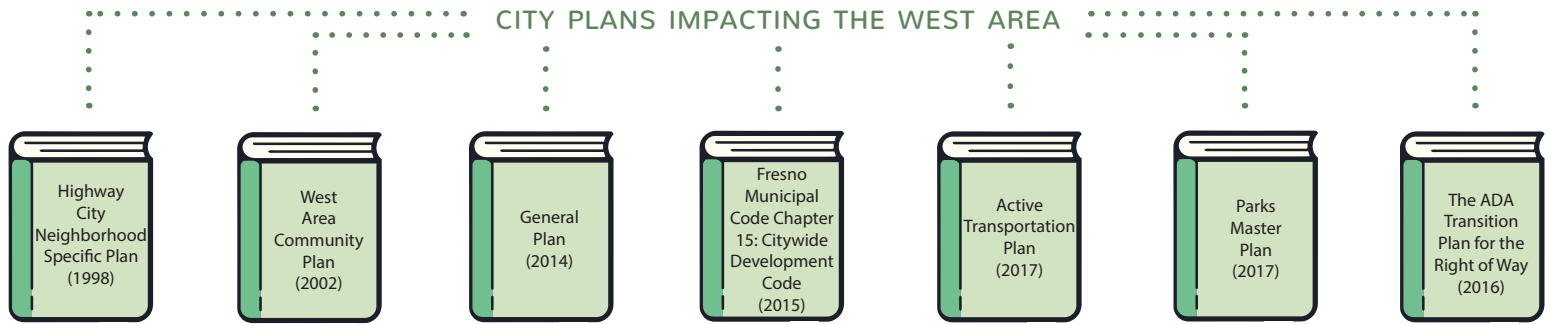 CITY PLANS IMPACTING THE WEST AREA
Highway
City
Neighborhood
Specific Plan
(1998)
West
Area
Community
Plan
(2002)
General
Plan
(2014)
Fresno
Municipal
Code Chapter
15: Citywide
Development
Code
(2015)
Active
Transportation
Plan
(2017)
Parks
Master
Plan
(2017)
The ADA
Transition
Plan for the
Right of Way
(2016)